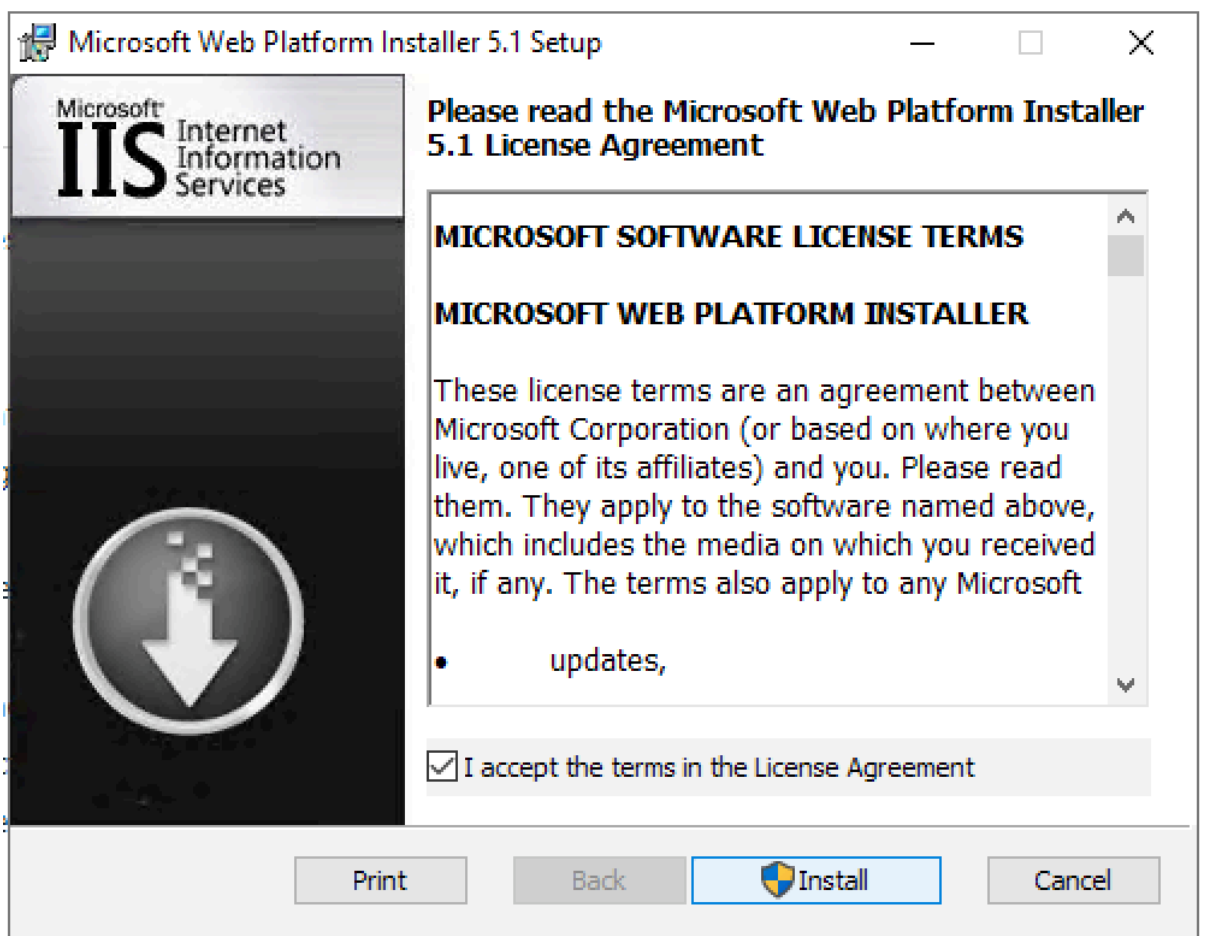 Microsoft Web Platform Installer 5.1 Setup
Microsoft
IIS Internet
Information
Services
Please read the Microsoft Web Platform Installer
5.1 License Agreement
MICROSOFT SOFTWARE LICENSE TERMS
MICROSOFT WEB PLATFORM INSTALLER
These license terms are an agreement between
Microsoft Corporation (or based on where you
live, one of its affiliates) and you. Please read
them. They apply to the software named above,
which includes the media on which you received
it, if any. The terms also apply to any Microsoft
• updates,
I accept the terms in the License Agreement
Print Back Install Cancel